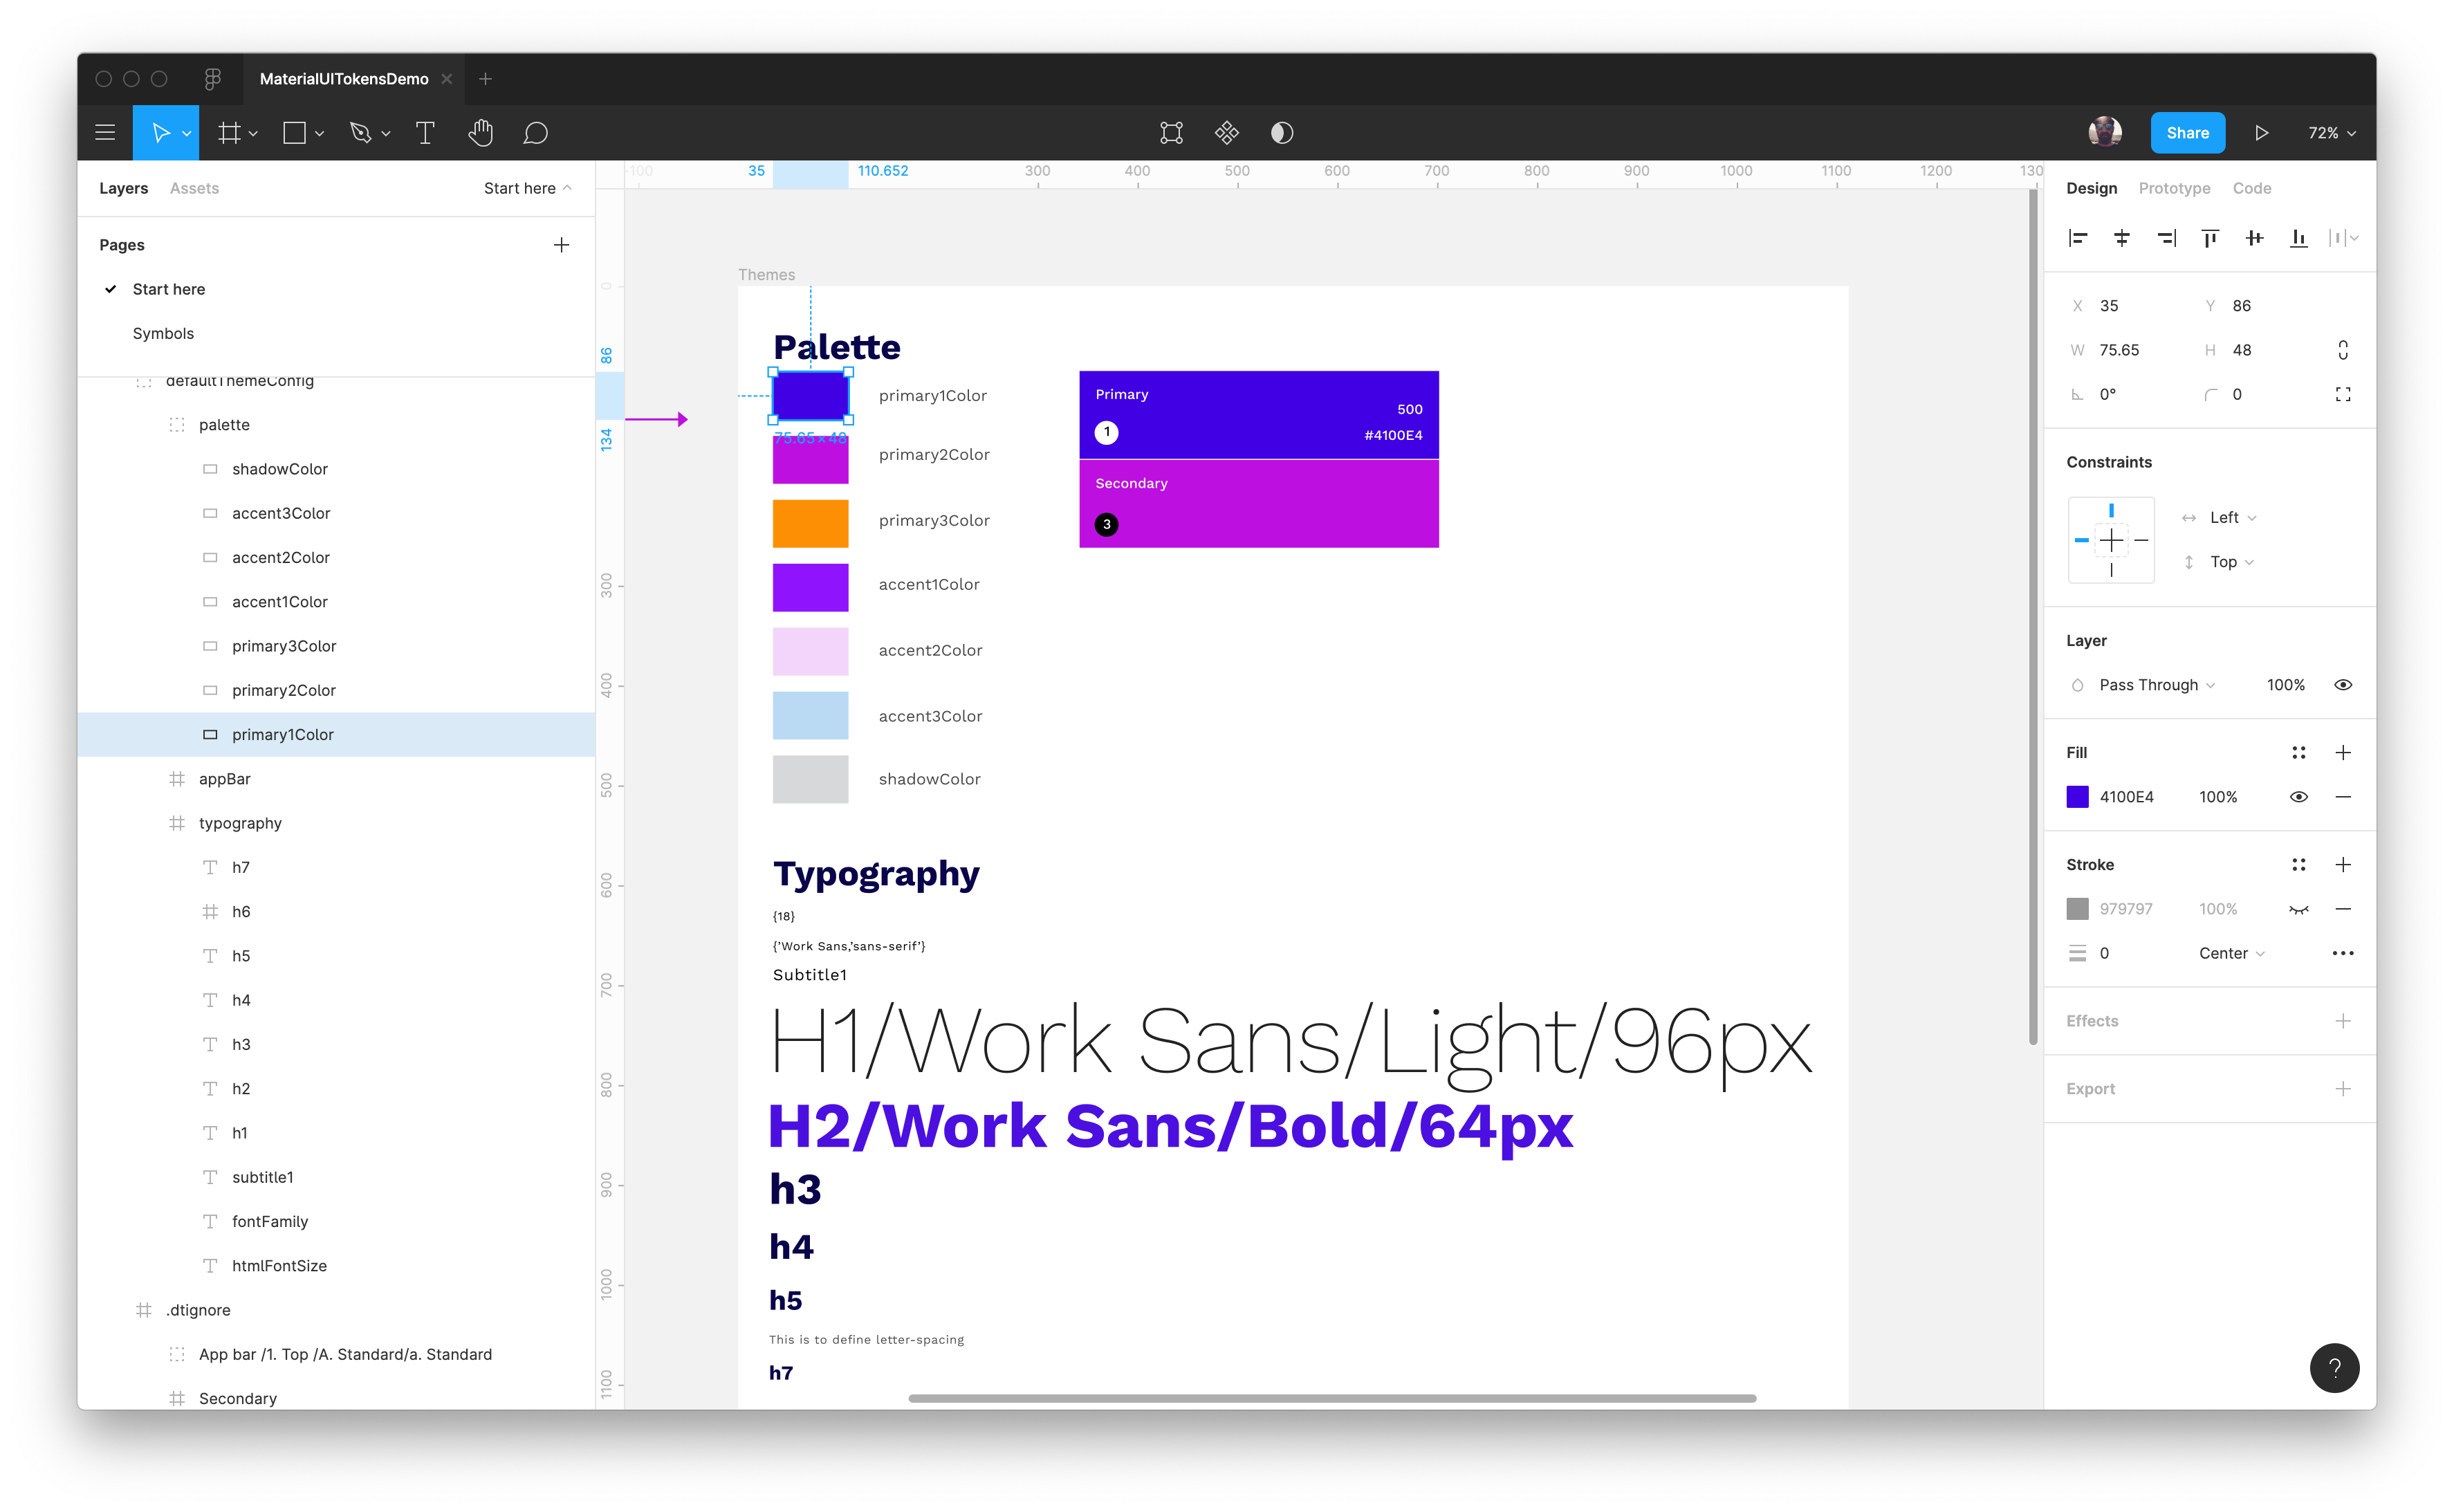 MaterialUITokensDemo
Share
72%
Layers
Assets
Start here
Pages
Start here
Symbols
defaultThemeConfig
palette
shadowColor
accent3Color
accent2Color
accent1Color
primary3Color
primary2Color
primary1Color
appBar
typography
h7
h6
h5
h4
h3
h2
h1
subtitle1
fontFamily
htmlFontSize
.dtignore
App bar /1. Top /A. Standard/a. Standard
Secondary
-100 35 110.652 300 400 500 600 700 800 900 1000 1100 1200 130
0
86
134
300
400
500
600
700
800
900
1000
1100
Themes
Palette
primary1Color
75.65 × 48
primary2Color
primary3Color
accent1Color
accent2Color
accent3Color
shadowColor
Primary
500
1
#4100E4
Secondary
3
Typography
{18}
{'Work Sans,'sans-serif'}
Subtitle1
H1/Work Sans/Light/96px
H2/Work Sans/Bold/64px
h3
h4
h5
This is to define letter-spacing
h7
Design Prototype Code
X 35 Y 86
W 75.65 H 48
0° 0
Constraints
Left
Top
Layer
Pass Through 100%
Fill
4100E4 100%
Stroke
979797 100%
0 Center
Effects
Export
?